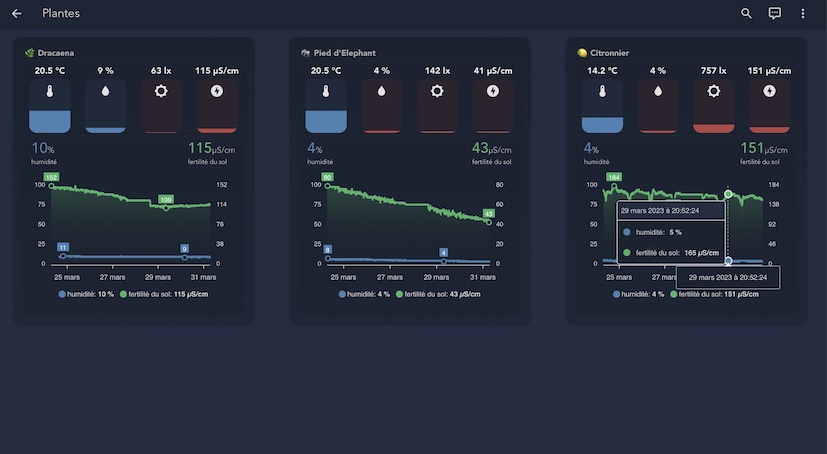 Plantes
Dracaena
20.5 °C 9 % 63 lx 115 µS/cm
10%
humidité
115µS/cm
fertilité du sol
152
109
11
9
100
75
50
25
0
152
114
76
38
0
25 mars 27 mars 29 mars 31 mars
humidité: 10 % fertilité du sol: 115 µS/cm
Pied d'Elephant
20.5 °C 4 % 142 lx 41 µS/cm
4%
humidité
43µS/cm
fertilité du sol
80
43
8
4
100
75
50
25
0
80
60
40
20
0
25 mars 27 mars 29 mars 31 mars
humidité: 4 % fertilité du sol: 43 µS/cm
Citronnier
14.2 °C 4 % 757 lx 151 µS/cm
4%
humidité
151µS/cm
fertilité du sol
184
100
75
50
25
0
184
138
92
46
0
29 mars 2023 à 20:52:24
humidité: 5 %
fertilité du sol: 165 µS/cm
25 mars 27 mars
29 mars 2023 à 20:52:24
humidité: 4 % fertilité du sol: 151 µS/cm